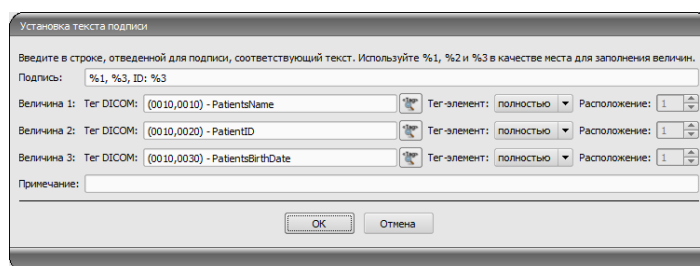 Установка текста подписи
Введите в строке, отведенной для подписи, соответствующий текст. Используйте %1, %2 и %3 в качестве места для заполнения величин.
Подпись: %1, %3, ID: %3
Величина 1: Тег DICOM: (0010,0010) - PatientsName Тег-элемент: полностью Расположение: 1
Величина 2: Тег DICOM: (0010,0020) - PatientID Тег-элемент: полностью Расположение: 1
Величина 3: Тег DICOM: (0010,0030) - PatientsBirthDate Тег-элемент: полностью Расположение: 1
Примечание:
OK Отмена